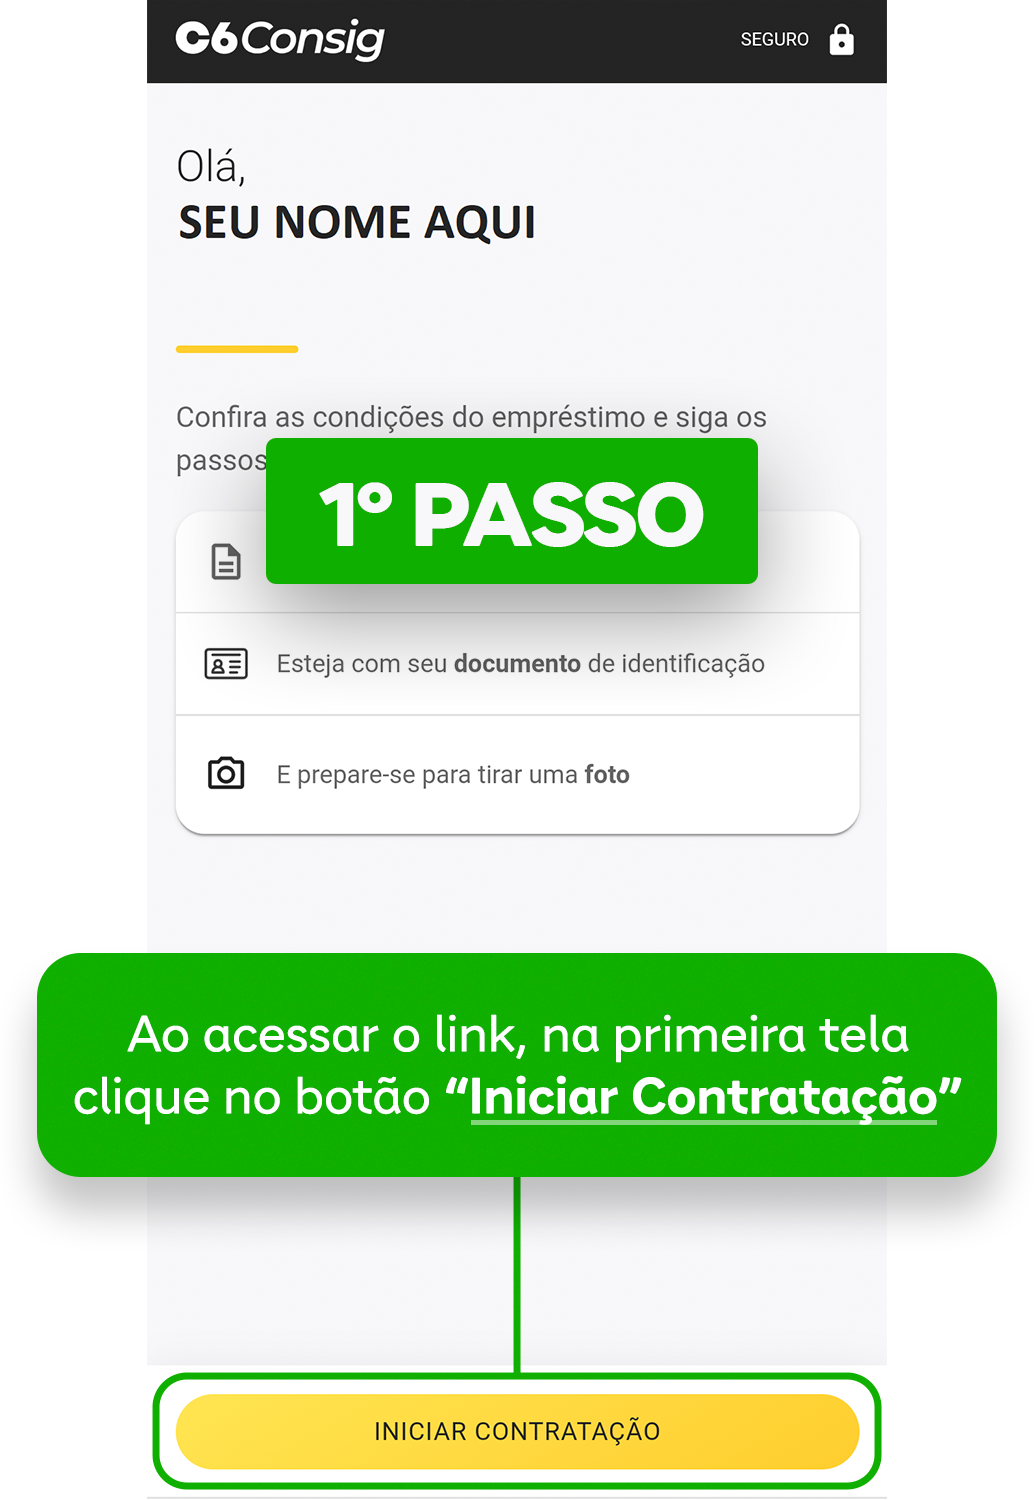 C6 Consig
SEGURO
Olá,
SEU NOME AQUI
Confira as condições do empréstimo e siga os
passos
1º PASSO
Esteja com seu documento de identificação
E prepare-se para tirar uma foto
Ao acessar o link, na primeira tela
clique no botão “Iniciar Contratação”
INICIAR CONTRATAÇÃO